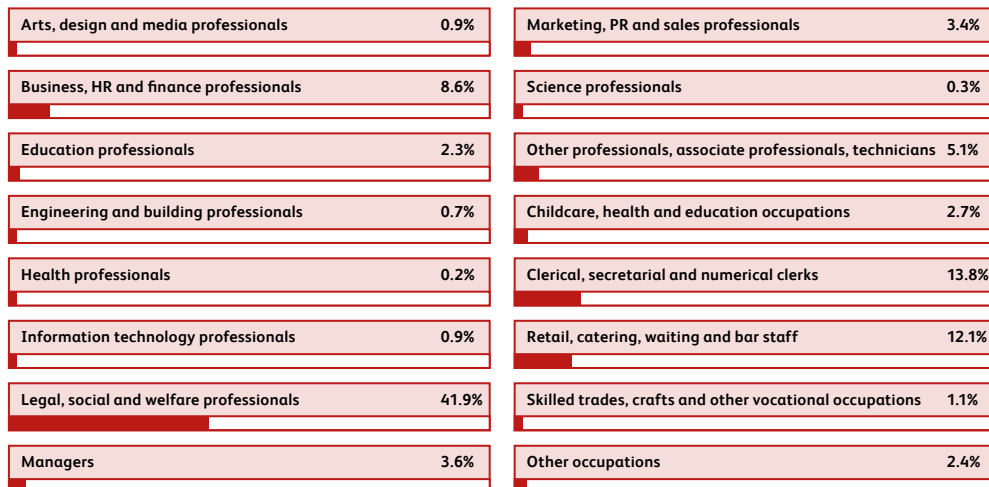 Arts, design and media professionals 0.9%
Business, HR and finance professionals 8.6%
Education professionals 2.3%
Engineering and building professionals 0.7%
Health professionals 0.2%
Information technology professionals 0.9%
Legal, social and welfare professionals 41.9%
Managers 3.6%
Marketing, PR and sales professionals 3.4%
Science professionals 0.3%
Other professionals, associate professionals, technicians 5.1%
Childcare, health and education occupations 2.7%
Clerical, secretarial and numerical clerks 13.8%
Retail, catering, waiting and bar staff 12.1%
Skilled trades, crafts and other vocational occupations 1.1%
Other occupations 2.4%